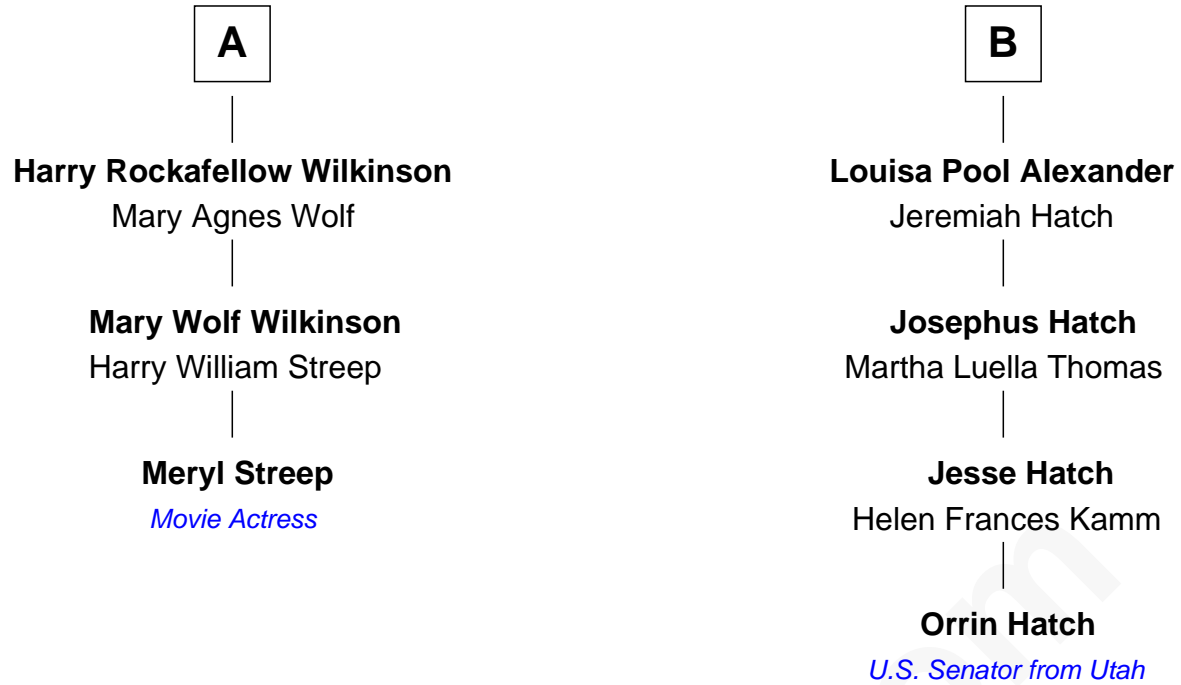 A
Harry Rockafellow Wilkinson
Mary Agnes Wolf
Mary Wolf Wilkinson
Harry William Streep
Meryl Streep
Movie Actress
B
Louisa Pool Alexander
Jeremiah Hatch
Josephus Hatch
Martha Luella Thomas
Jesse Hatch
Helen Frances Kamm
Orrin Hatch
U.S. Senator from Utah